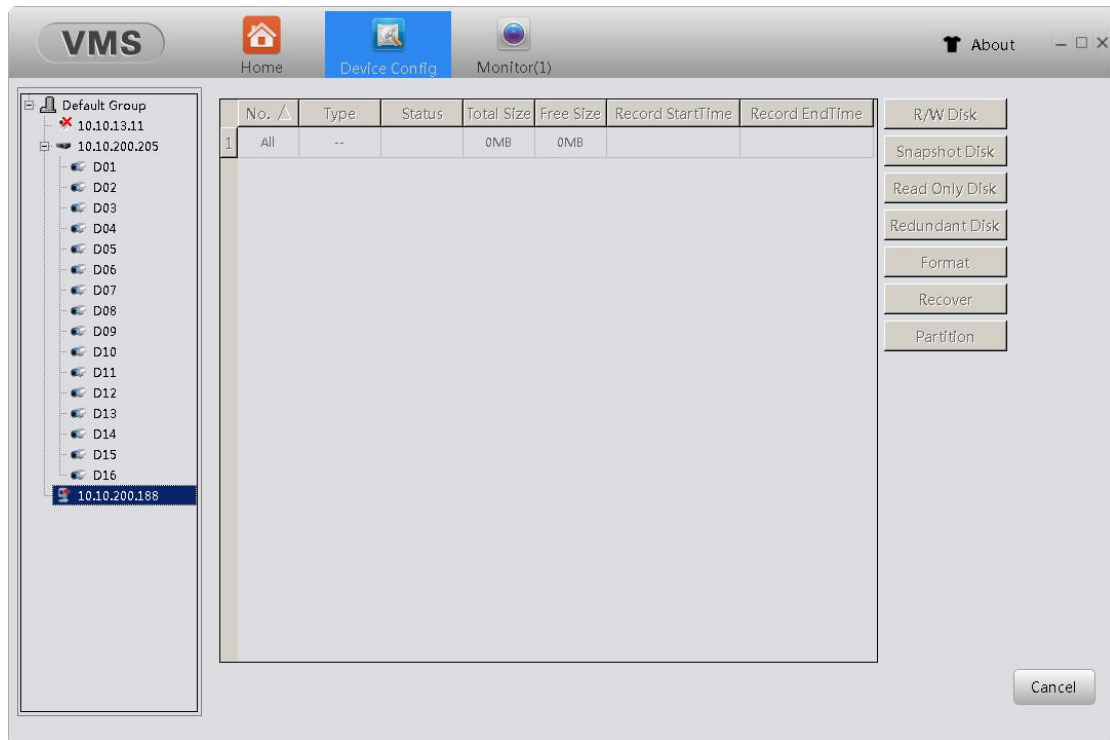 VMS
Home
Device Config
Monitor(1)
About
Default Group
10.10.13.11
10.10.200.205
D01
D02
D03
D04
D05
D06
D07
D08
D09
D10
D11
D12
D13
D14
D15
D16
10.10.200.188
No. Type Status Total Size Free Size Record StartTime Record EndTime
1 All -- 0MB 0MB
R/W Disk
Snapshot Disk
Read Only Disk
Redundant Disk
Format
Recover
Partition
Cancel